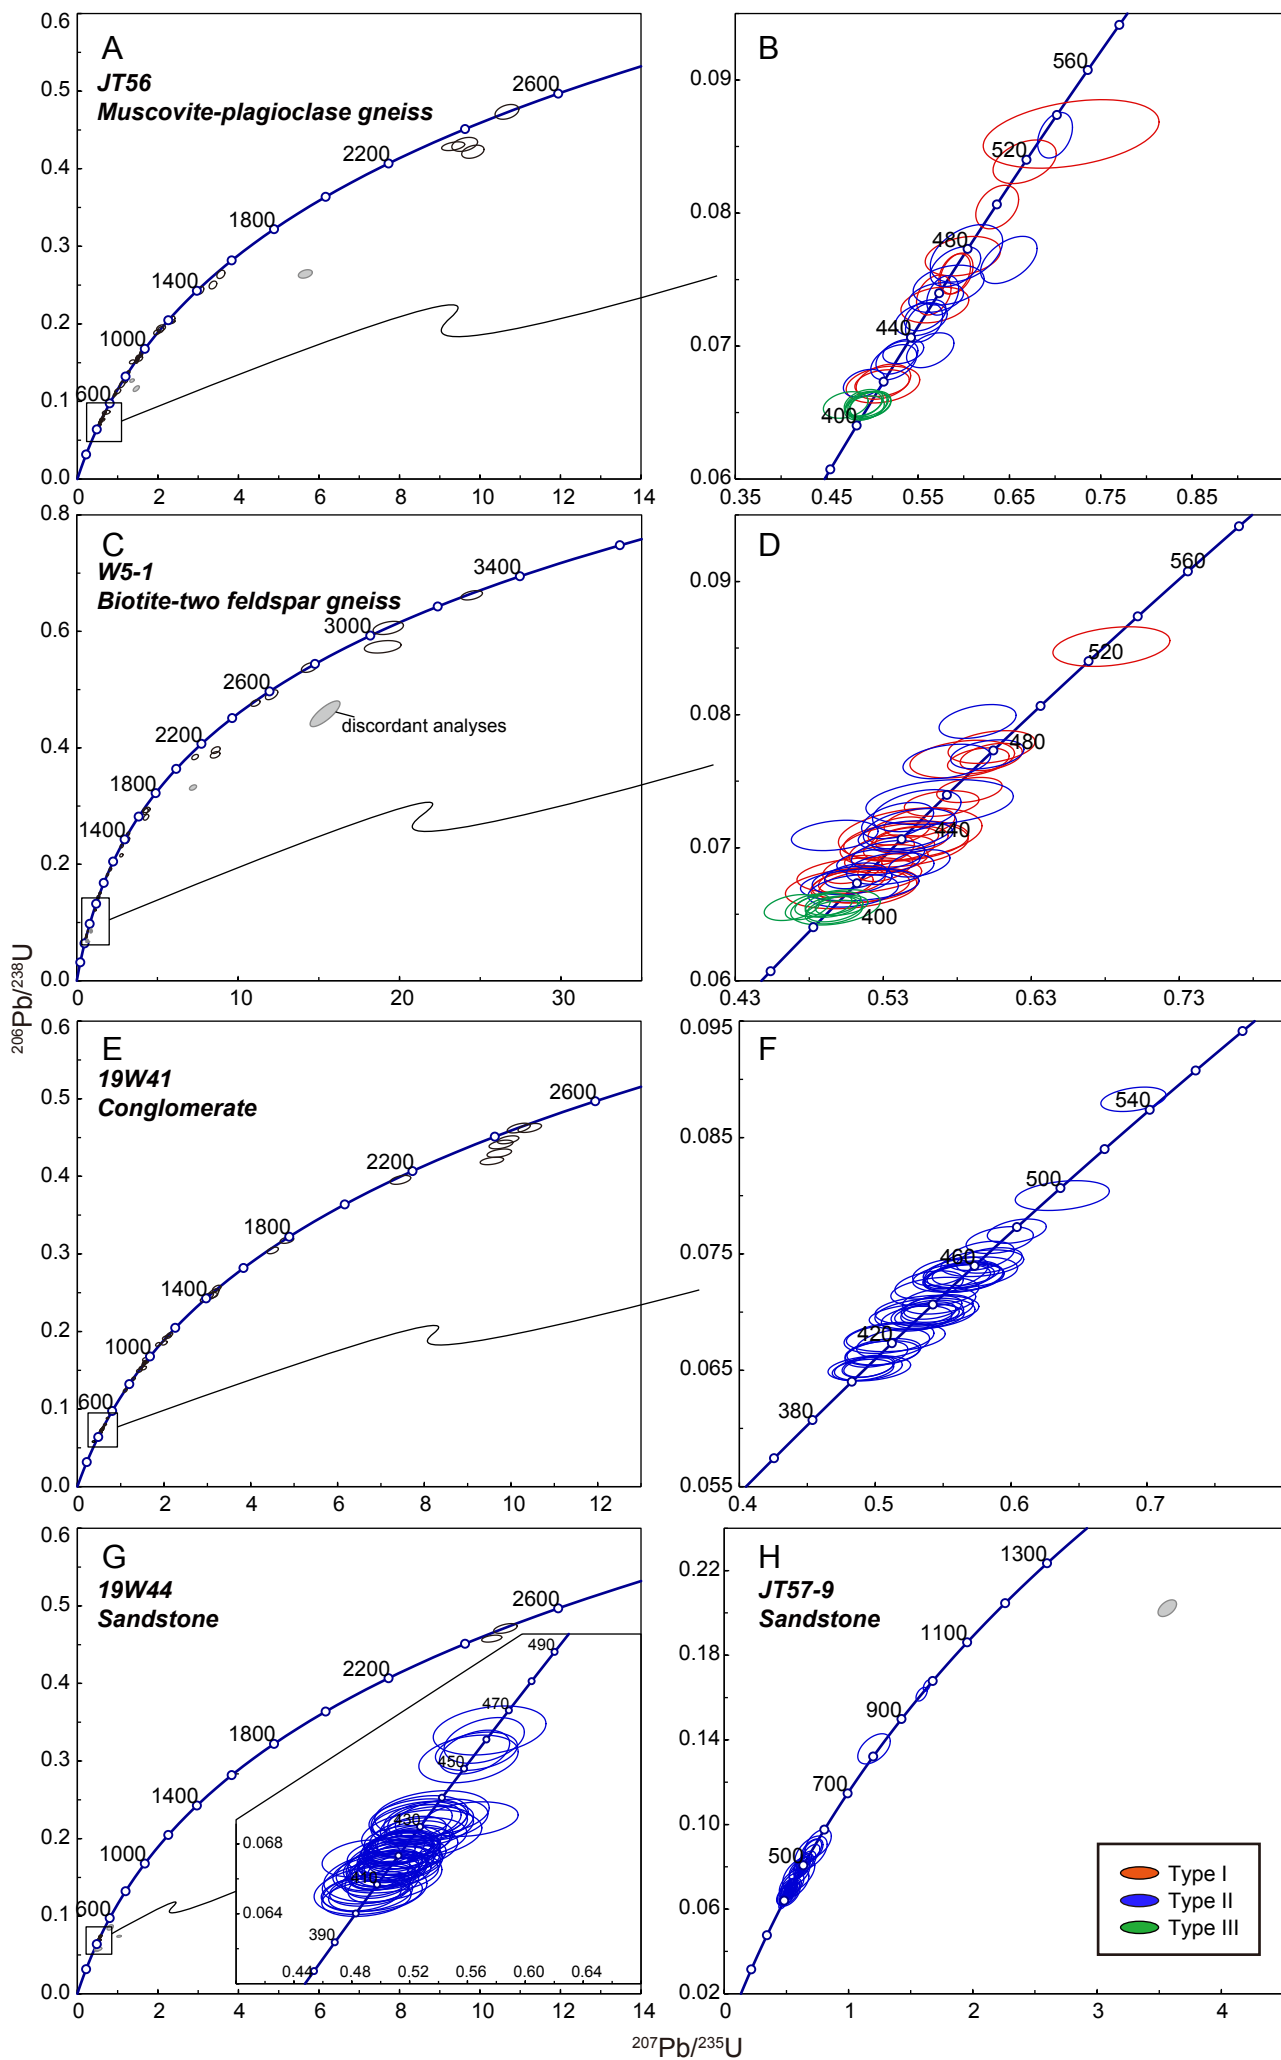 A
JT56
Muscovite-plagioclase gneiss
0.6
0.5
0.4
0.3
0.2
0.1
0.0
600
1000
1400
1800
2200
2600
0 2 4 6 8 10 12 14
B
0.09
0.08
0.07
0.06
400
440
480
520
560
0.35 0.45 0.55 0.65 0.75 0.85
C
W5-1
Biotite-two feldspar gneiss
0.8
0.6
0.4
0.2
0.0
1400
1800
2200
2600
3000
3400
discordant analyses
0 10 20 30
D
0.09
0.08
0.07
0.06
400
440
480
520
560
0.43 0.53 0.63 0.73
206Pb/238U
E
19W41
Conglomerate
0.6
0.5
0.4
0.3
0.2
0.1
0.0
600
1000
1400
1800
2200
2600
0 2 4 6 8 10 12
F
0.095
0.085
0.075
0.065
0.055
380
420
460
500
540
0.4 0.5 0.6 0.7
G
19W44
Sandstone
0.6
0.5
0.4
0.3
0.2
0.1
0.0
600
1000
1400
1800
2200
2600
490
470
450
430
410
390
0.068
0.064
0.44 0.48 0.52 0.56 0.60 0.64
0 2 4 6 8 10 12 14
H
JT57-9
Sandstone
0.22
0.18
0.14
0.10
0.06
0.02
500
700
900
1100
1300
Type I
Type II
Type III
0 1 2 3 4
207Pb/235U